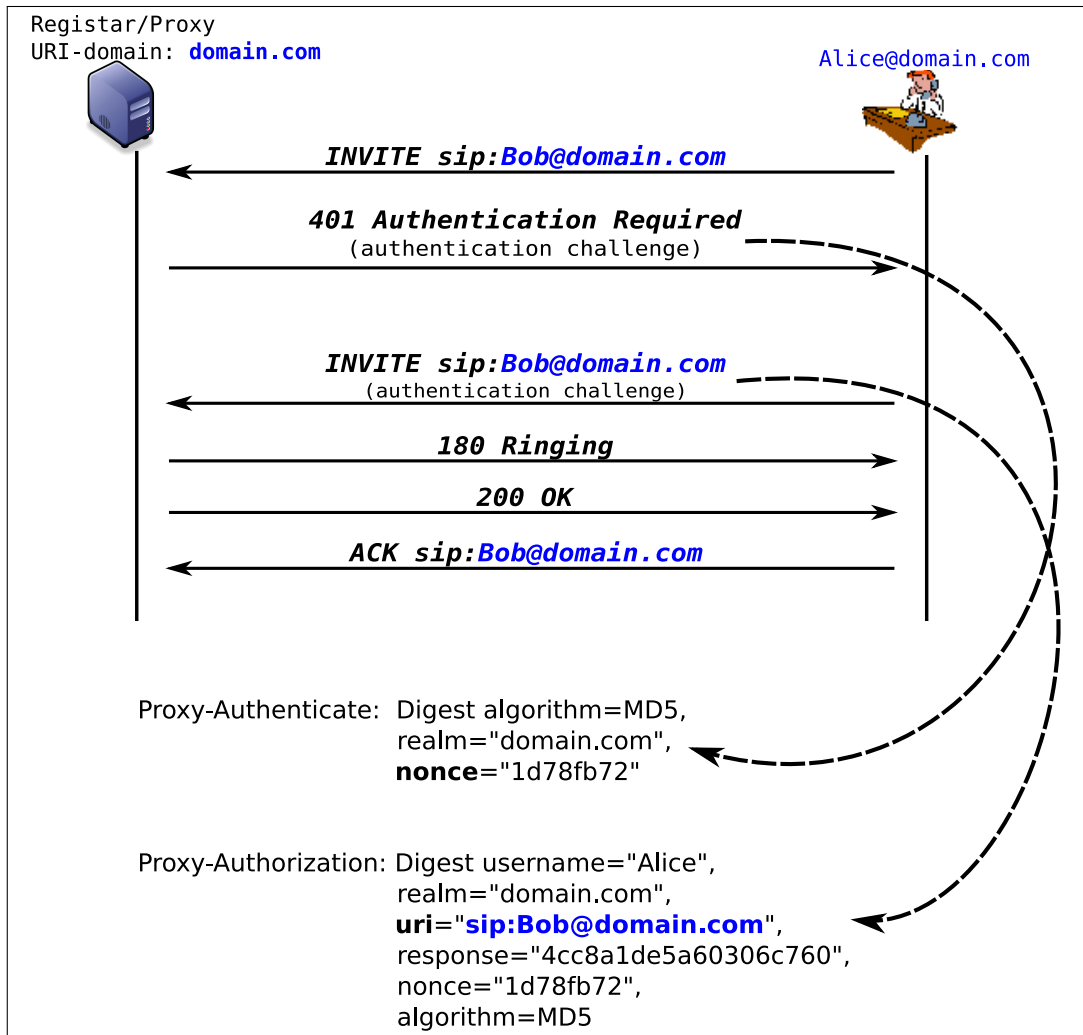 Registar/Proxy
URI-domain: domain.com
Alice@domain.com
INVITE sip:Bob@domain.com
401 Authentication Required
(authentication challenge)
INVITE sip:Bob@domain.com
(authentication challenge)
180 Ringing
200 OK
ACK sip:Bob@domain.com
Proxy-Authenticate: Digest algorithm=MD5,
realm="domain.com",
nonce="1d78fb72"
Proxy-Authorization: Digest username="Alice",
realm="domain.com",
uri="sip:Bob@domain.com",
response="4cc8a1de5a60306c760",
nonce="1d78fb72",
algorithm=MD5